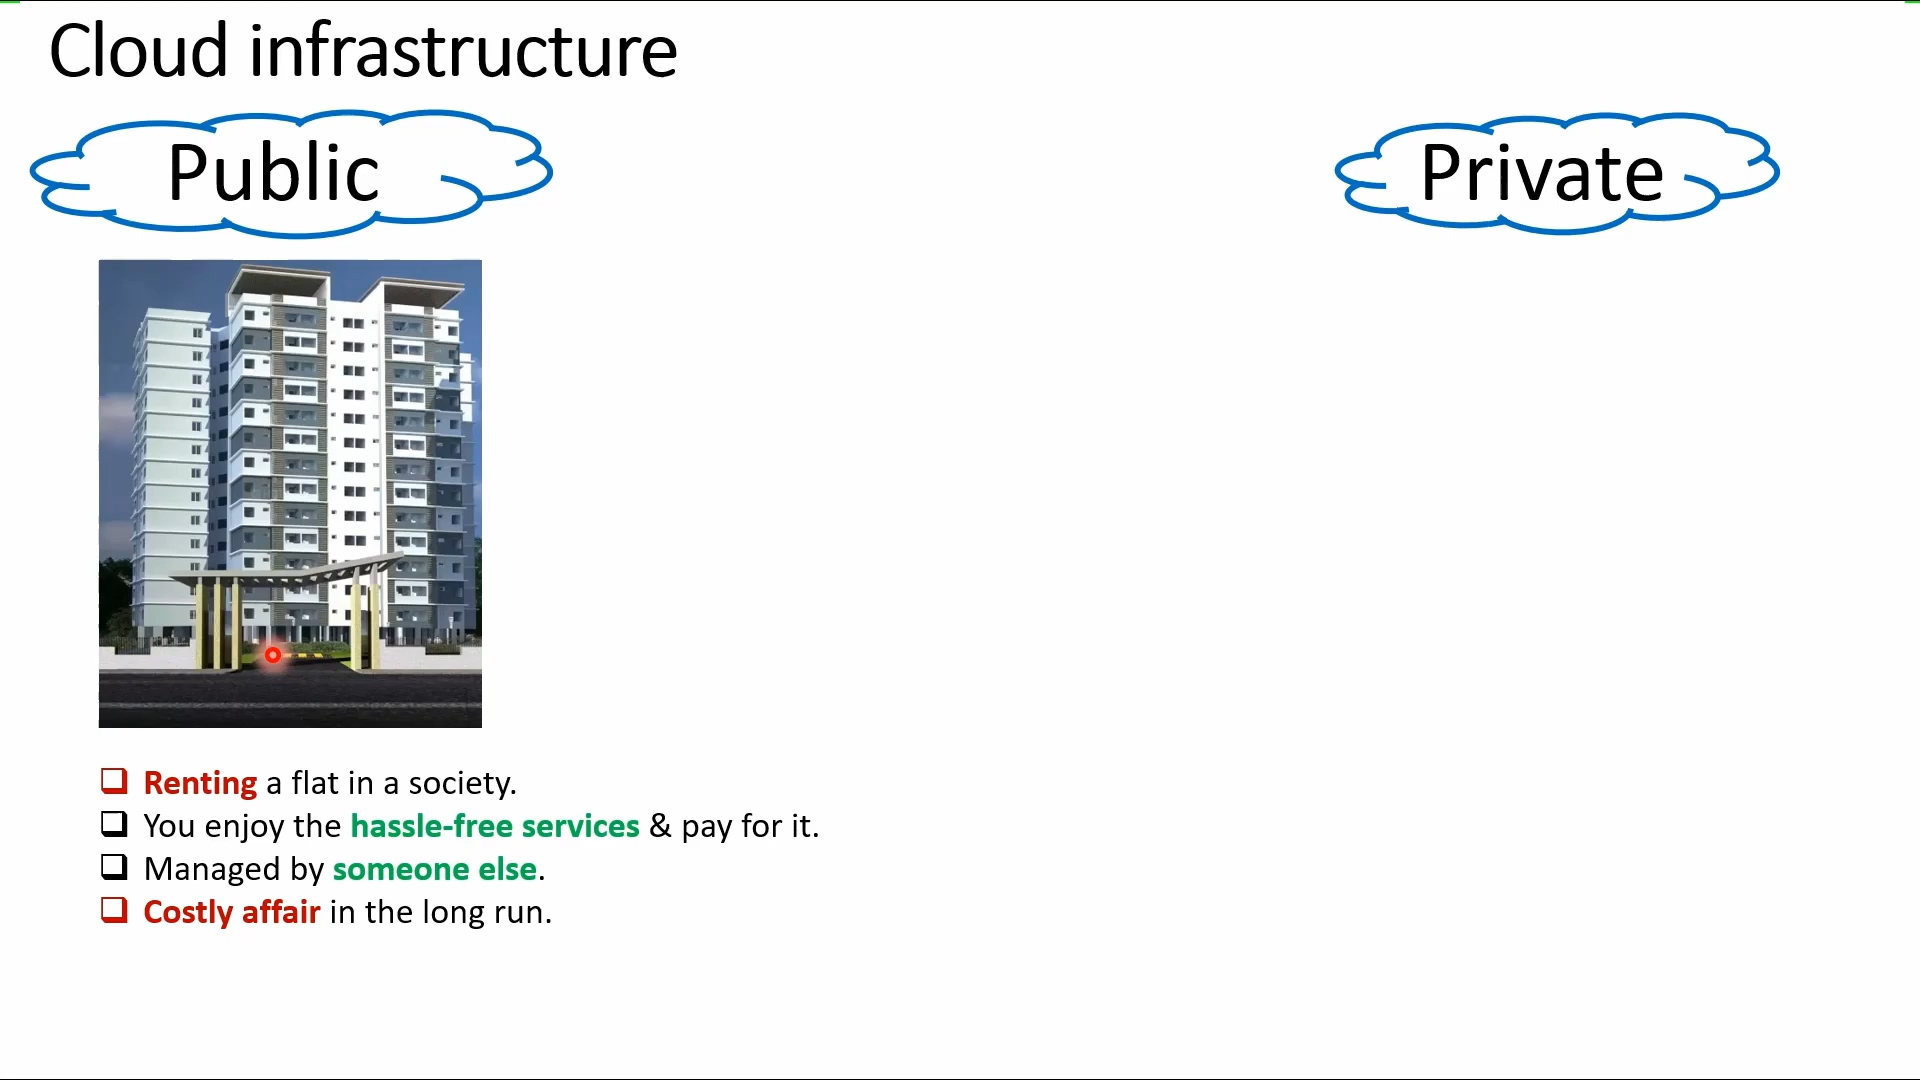 Cloud infrastructure
Public
Private
Renting a flat in a society.
You enjoy the hassle-free services & pay for it.
Managed by someone else.
Costly affair in the long run.